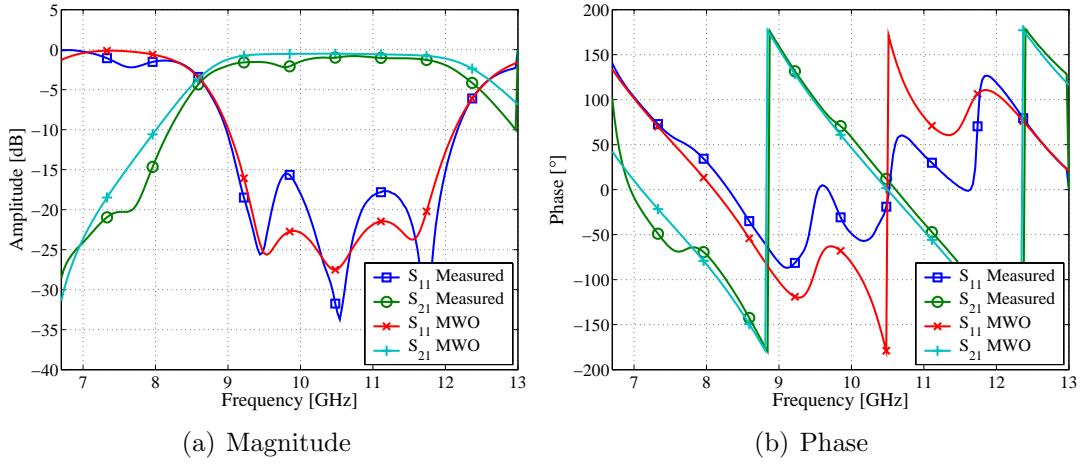 5
0
−5
−10
−15
−20
−25
−30
−35
−40
Amplitude [dB]
7 8 9 10 11 12 13
Frequency [GHz]
S11 Measured
S21 Measured
S11 MWO
S21 MWO
(a) Magnitude
200
150
100
50
0
−50
−100
−150
−200
Phase [°]
7 8 9 10 11 12 13
Frequency [GHz]
S11 Measured
S21 Measured
S11 MWO
S21 MWO
(b) Phase